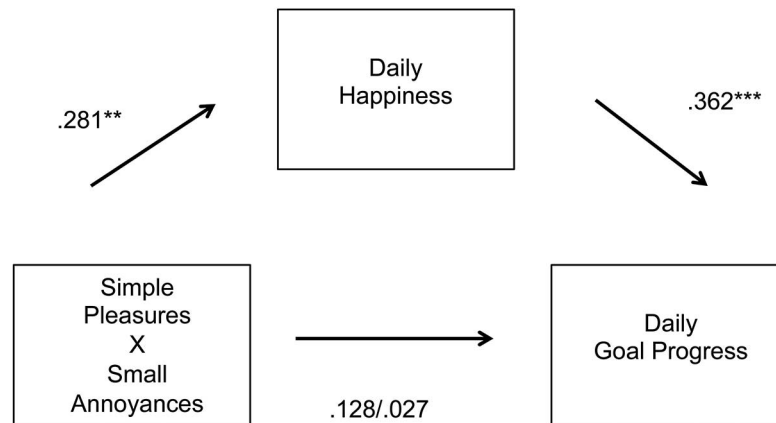 Daily
Happiness
.281**
.362***
Simple
Pleasures
X
Small
Annoyances
.128/.027
Daily
Goal Progress